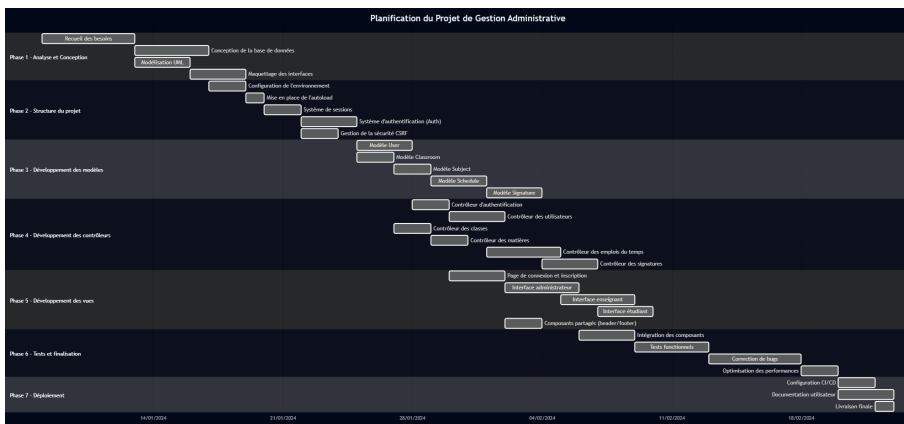 Planification du Projet de Gestion Administrative
Phase 1 - Analyse et Conception
Recueil des besoins
Conception de la base de données
Modélisation UML
Maquettage des interfaces
Phase 2 - Structure du projet
Configuration de l'environnement
Mise en place de l'autoload
Système de sessions
Système d'authentification (Auth)
Gestion de la sécurité CSRF
Phase 3 - Développement des modèles
Modèle User
Modèle Classroom
Modèle Subject
Modèle Schedule
Modèle Signature
Phase 4 - Développement des contrôleurs
Contrôleur d'authentification
Contrôleur des utilisateurs
Contrôleur des classes
Contrôleur des matières
Contrôleur des emplois du temps
Contrôleur des signatures
Phase 5 - Développement des vues
Page de connexion et inscription
Interface administrateur
Interface enseignant
Interface étudiant
Composants partagés (header/footer)
Phase 6 - Tests et finalisation
Intégration des composants
Tests fonctionnels
Correction de bugs
Optimisation des performances
Phase 7 - Déploiement
Configuration CI/CD
Documentation utilisateur
Livraison finale
14/01/2024 21/01/2024 28/01/2024 04/02/2024 11/02/2024 18/02/2024